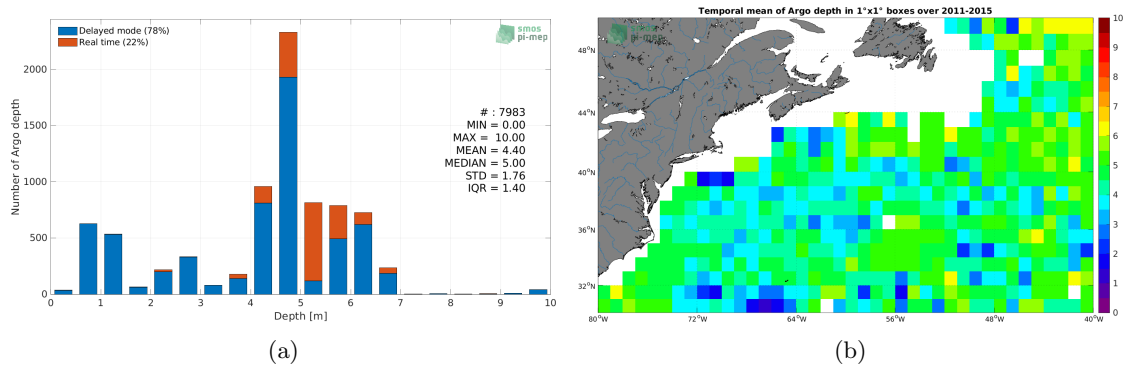 Delayed mode (78%)
Real time (22%)
smos
pi-mep
2000
1500
1000
500
0
Number of Argo depth
# : 7983
MIN = 0.00
MAX = 10.00
MEAN = 4.40
MEDIAN = 5.00
STD = 1.76
IQR = 1.40
0 1 2 3 4 5 6 7 8 9 10
Depth [m]
(a)
Temporal mean of Argo depth in 1°x1° boxes over 2011-2015
smos
pi-mep
48°N
44°N
40°N
36°N
32°N
80°W 72°W 64°W 56°W 48°W 40°W
10
9
8
7
6
5
4
3
2
1
0
(b)